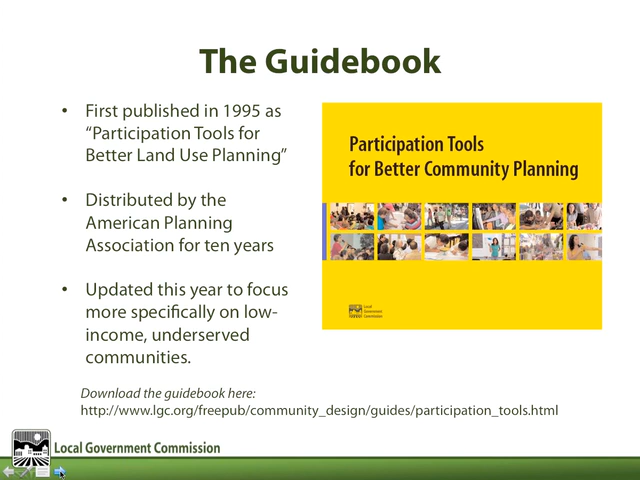 The Guidebook
• First published in 1995 as
“Participation Tools for
Better Land Use Planning”
• Distributed by the
American Planning
Association for ten years
• Updated this year to focus
more specifically on low-
income, underserved
communities.
Participation Tools
for Better Community Planning
Local
Government
Commission
Download the guidebook here:
http://www.lgc.org/freepub/community_design/guides/participation_tools.html
Local Government Commission